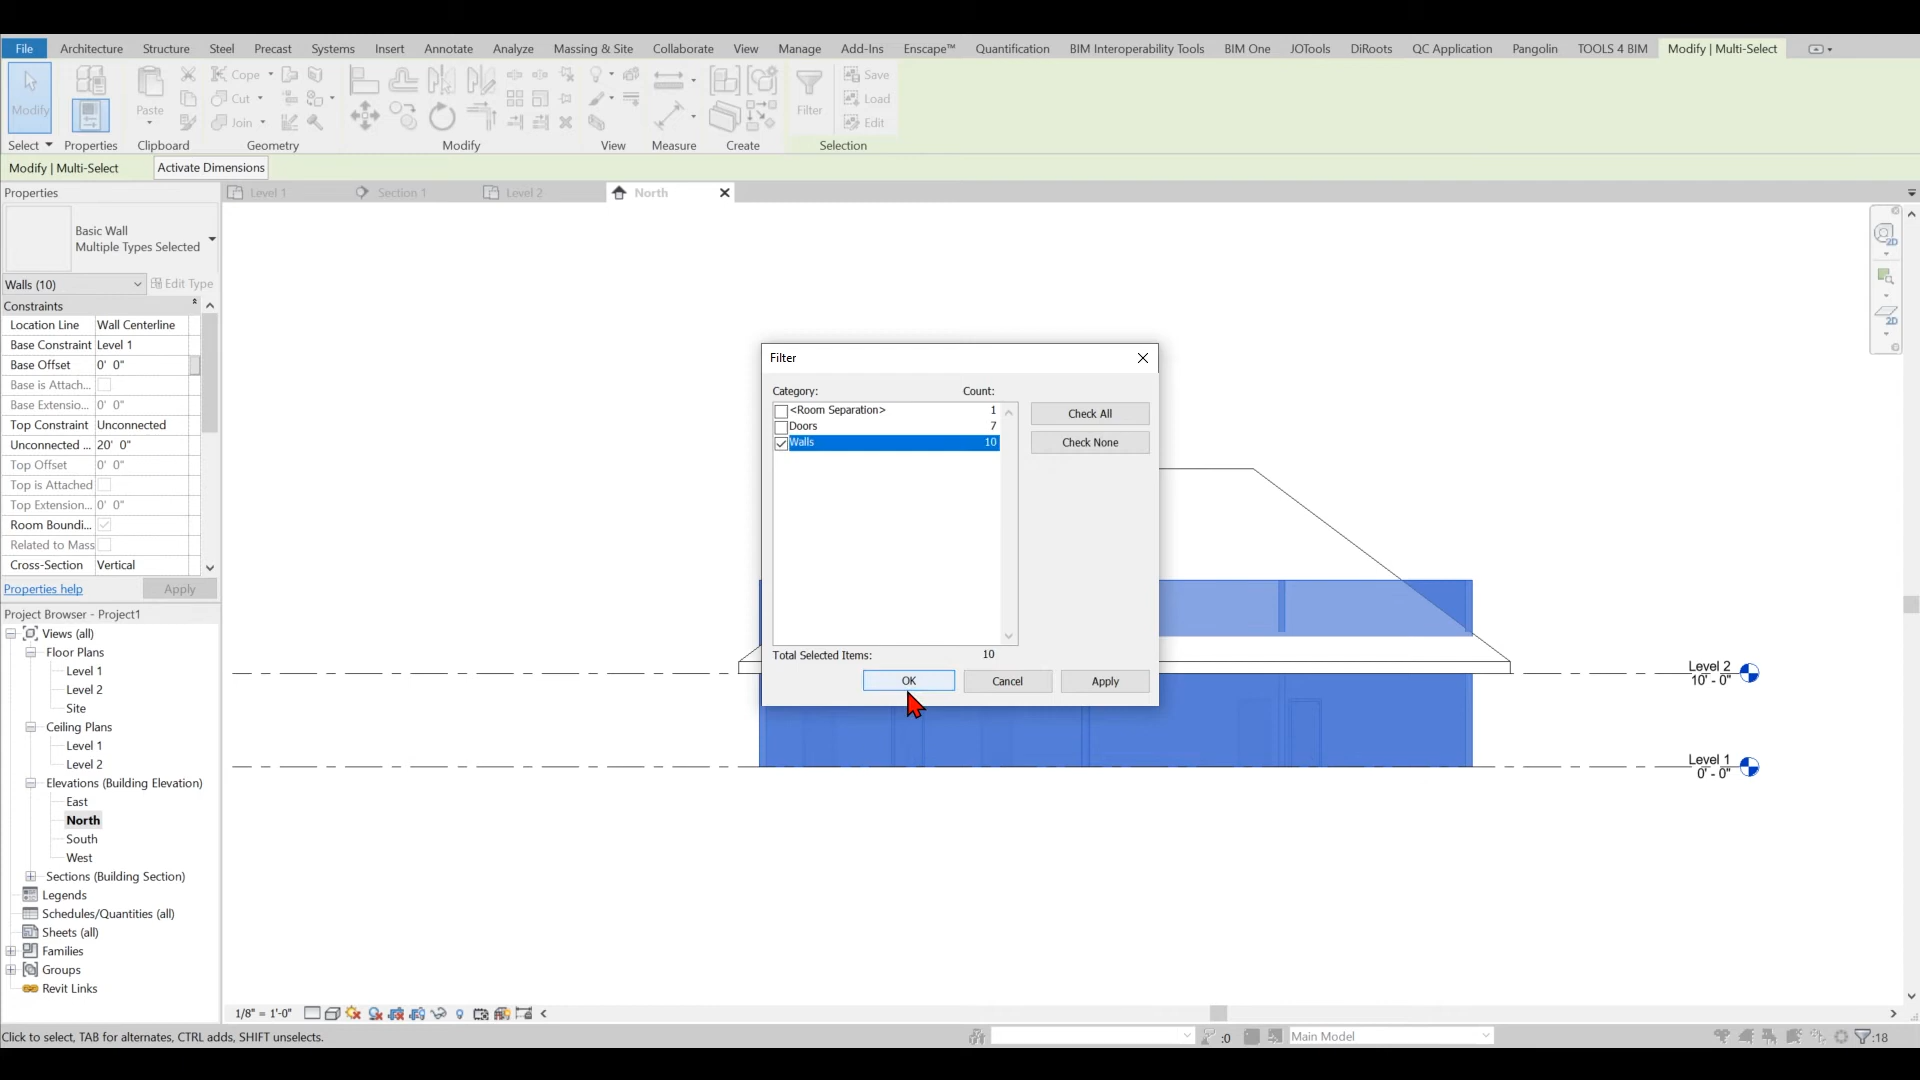 File Architecture Structure Steel Precast Systems Insert Annotate Analyze Massing & Site Collaborate View Manage Add-Ins Enscape™ Quantification BIM Interoperability Tools BIM One JOTools DiRoots QC Application Pangolin TOOLS 4 BIM Modify | Multi-Select
Cope Save
Modify Paste Cut Filter Load
Join Edit
Select Properties Clipboard Geometry Modify View Measure Create Selection
Modify | Multi-Select Activate Dimensions
Properties Level 1 Section 1 Level 2 North
Basic Wall
Multiple Types Selected
Walls (10) Edit Type
Constraints
Location Line Wall Centerline
Base Constraint Level 1
Base Offset 0' 0"
Base is Attach...
Base Extensio... 0' 0"
Top Constraint Unconnected
Unconnected ... 20' 0"
Top Offset 0' 0"
Top is Attached
Top Extension... 0' 0"
Room Boundi...
Related to Mass
Cross-Section Vertical
Properties help Apply
Project Browser - Project1
Views (all)
Floor Plans
Level 1
Level 2
Site
Ceiling Plans
Level 1
Level 2
Elevations (Building Elevation)
East
North
South
West
Sections (Building Section)
Legends
Schedules/Quantities (all)
Sheets (all)
Families
Groups
Revit Links
Filter
Category: Count:
<Room Separation> 1
Doors 7
Walls 10
Check All
Check None
Total Selected Items: 10
OK Cancel Apply
Level 2
10' - 0"
Level 1
0' - 0"
2D
2D
1/8" = 1'-0"
Click to select, TAB for alternates, CTRL adds, SHIFT unselects. :0 Main Model :18